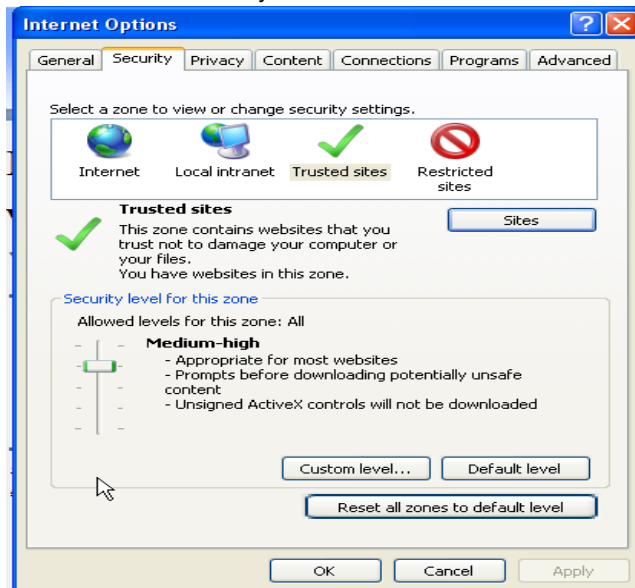 Internet Options
General Security Privacy Content Connections Programs Advanced
Select a zone to view or change security settings.
Internet Local intranet Trusted sites Restricted
sites
Trusted sites
Sites
This zone contains websites that you
trust not to damage your computer or
your files.
You have websites in this zone.
Security level for this zone
Allowed levels for this zone: All
Medium-high
- Appropriate for most websites
- Prompts before downloading potentially unsafe
content
- Unsigned ActiveX controls will not be downloaded
Custom level... Default level
Reset all zones to default level
OK Cancel Apply